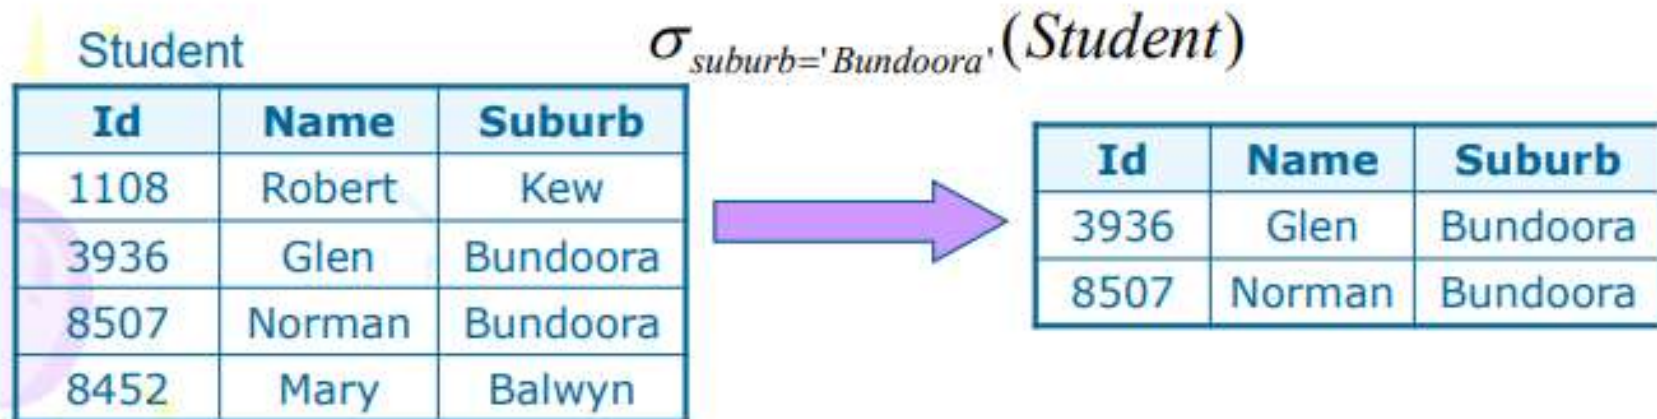 Student
σ suburb='Bundoora' (Student)
Id Name Suburb
1108 Robert Kew
3936 Glen Bundoora
8507 Norman Bundoora
8452 Mary Balwyn
Id Name Suburb
3936 Glen Bundoora
8507 Norman Bundoora